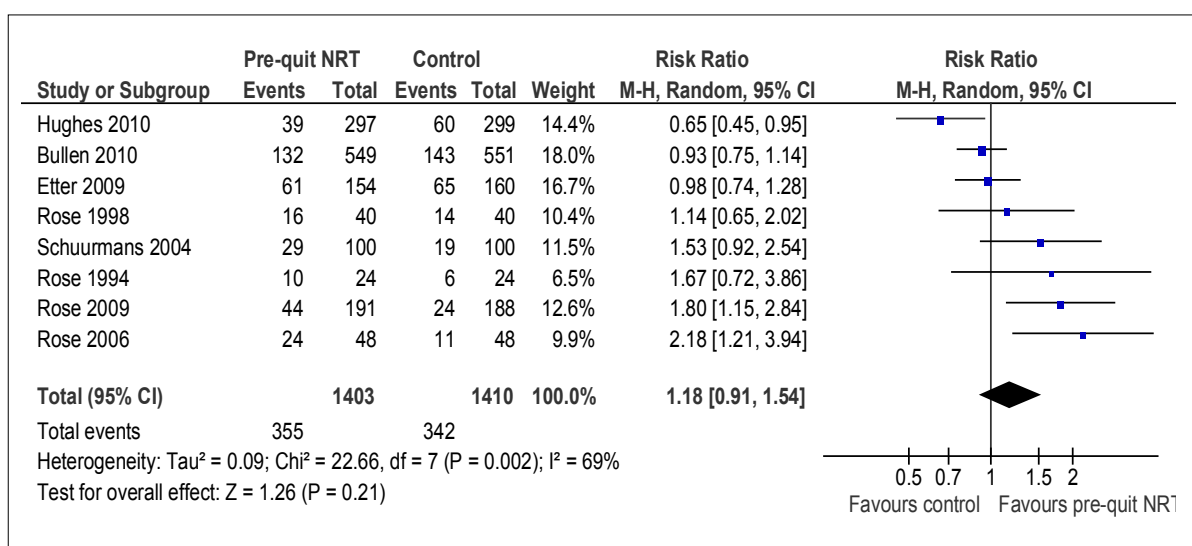 Pre-quit NRT Control Risk Ratio Risk Ratio
Study or Subgroup Events Total Events Total Weight M-H, Random, 95% CI M-H, Random, 95% CI
Hughes 2010 39 297 60 299 14.4% 0.65 [0.45, 0.95]
Bullen 2010 132 549 143 551 18.0% 0.93 [0.75, 1.14]
Etter 2009 61 154 65 160 16.7% 0.98 [0.74, 1.28]
Rose 1998 16 40 14 40 10.4% 1.14 [0.65, 2.02]
Schuurmans 2004 29 100 19 100 11.5% 1.53 [0.92, 2.54]
Rose 1994 10 24 6 24 6.5% 1.67 [0.72, 3.86]
Rose 2009 44 191 24 188 12.6% 1.80 [1.15, 2.84]
Rose 2006 24 48 11 48 9.9% 2.18 [1.21, 3.94]
Total (95% CI) 1403 1410 100.0% 1.18 [0.91, 1.54]
Total events 355 342
Heterogeneity: Tau² = 0.09; Chi² = 22.66, df = 7 (P = 0.002); I² = 69%
Test for overall effect: Z = 1.26 (P = 0.21)
0.5 0.7 1 1.5 2
Favours control Favours pre-quit NRT